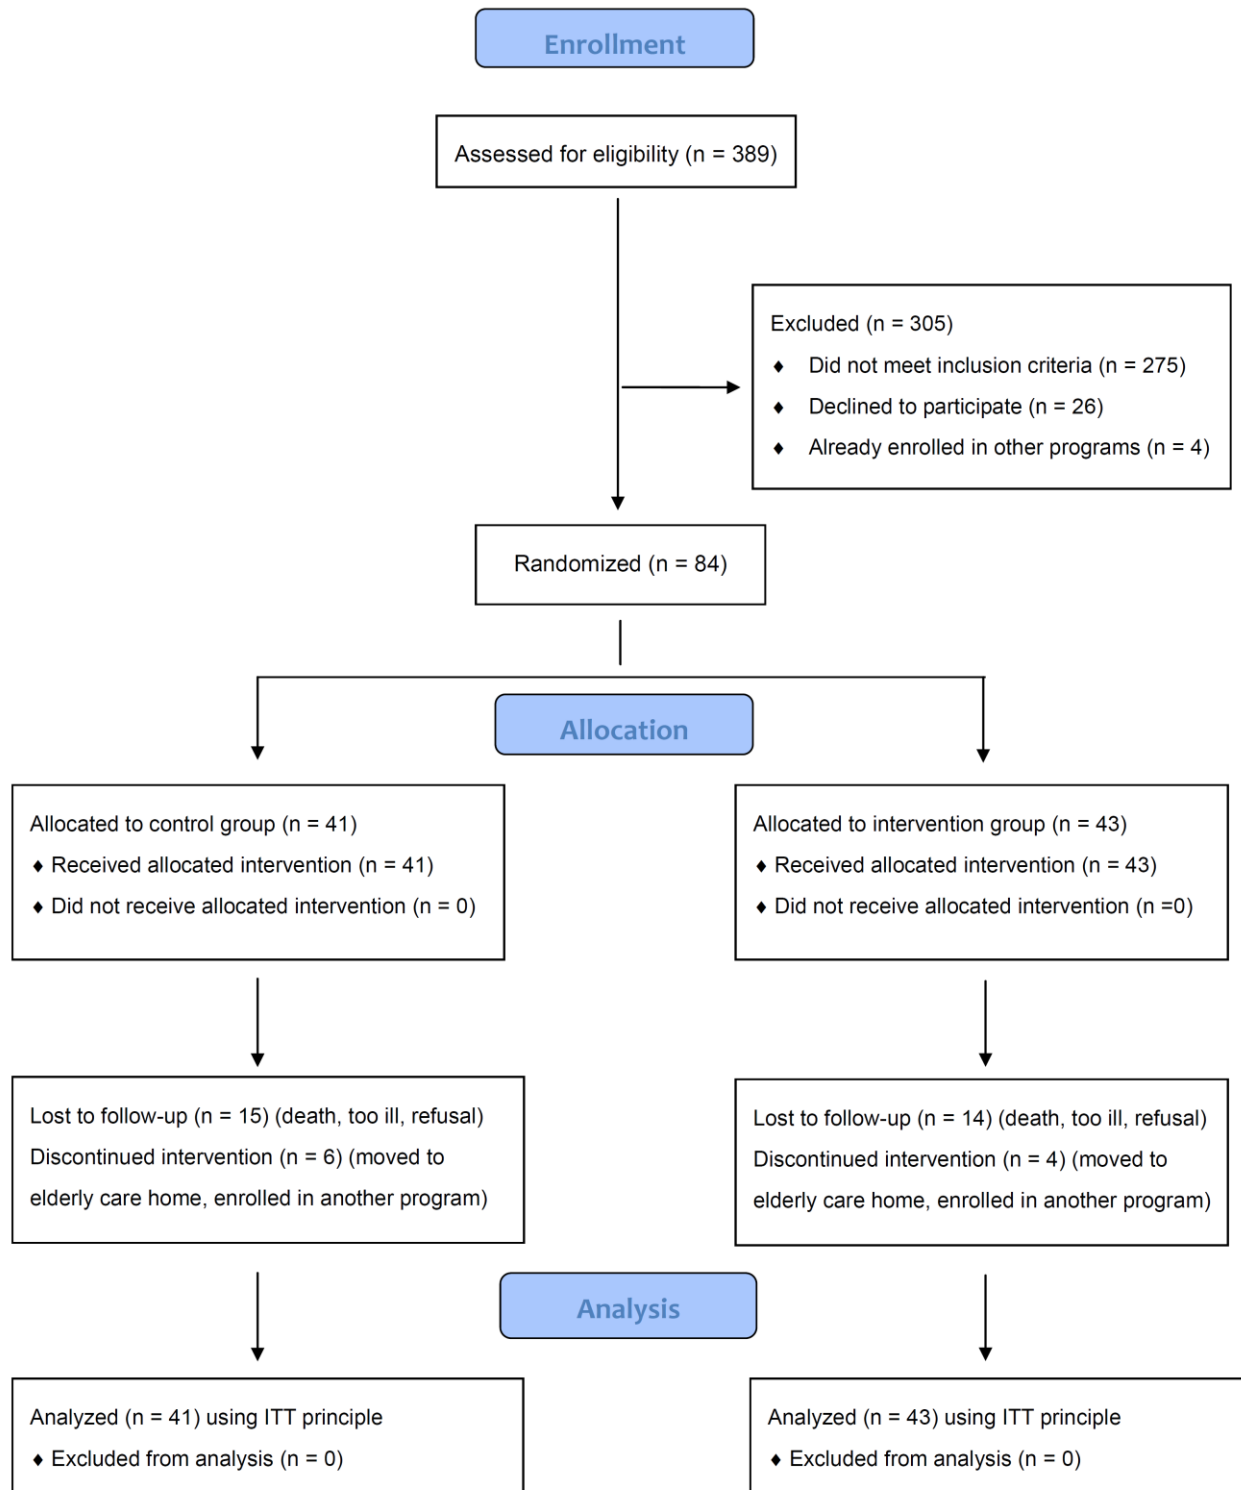 Enrollment
Assessed for eligibility (n = 389)
Excluded (n = 305)
♦ Did not meet inclusion criteria (n = 275)
♦ Declined to participate (n = 26)
♦ Already enrolled in other programs (n = 4)
Randomized (n = 84)
Allocation
Allocated to control group (n = 41)
♦ Received allocated intervention (n = 41)
♦ Did not receive allocated intervention (n = 0)
Allocated to intervention group (n = 43)
♦ Received allocated intervention (n = 43)
♦ Did not receive allocated intervention (n =0)
Lost to follow-up (n = 15) (death, too ill, refusal)
Discontinued intervention (n = 6) (moved to
elderly care home, enrolled in another program)
Lost to follow-up (n = 14) (death, too ill, refusal)
Discontinued intervention (n = 4) (moved to
elderly care home, enrolled in another program)
Analysis
Analyzed (n = 41) using ITT principle
♦ Excluded from analysis (n = 0)
Analyzed (n = 43) using ITT principle
♦ Excluded from analysis (n = 0)